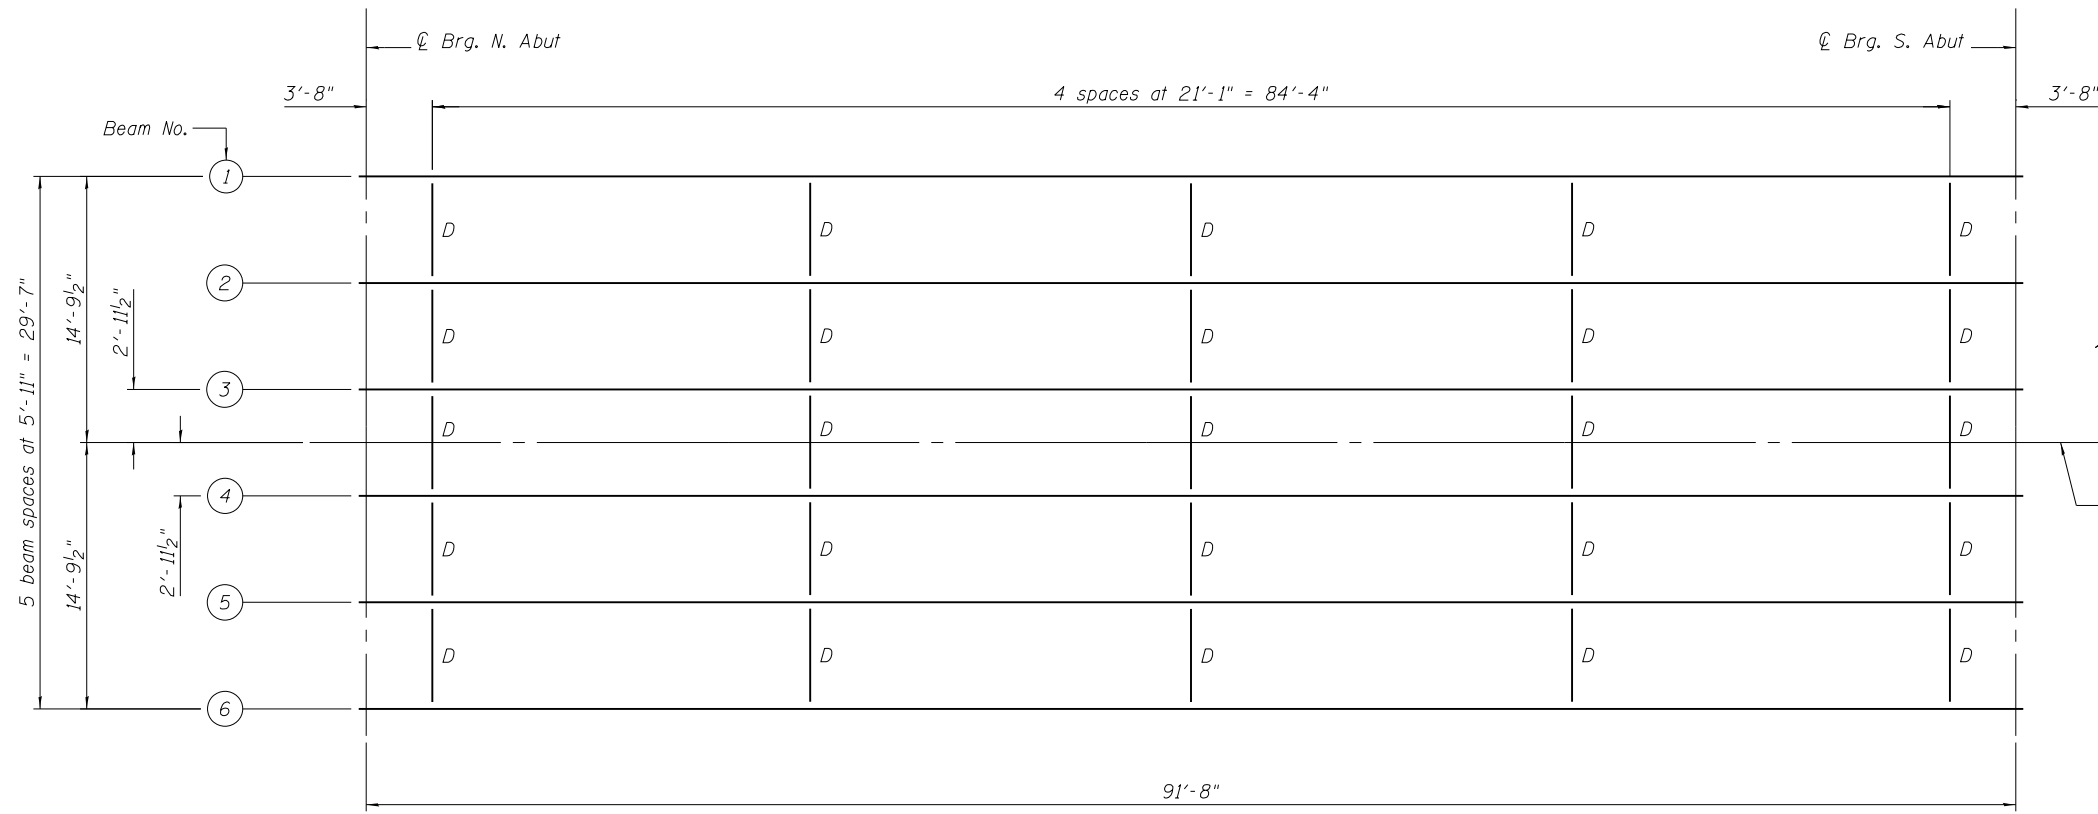 ℄ Brg. N. Abut
℄ Brg. S. Abut
3'-8"
4 spaces at 21'-1" = 84'-4"
3'-8"
Beam No.
1
D D D D D
2
D D D D D
3
D D D D D
4
D D D D D
5
D D D D D
6
5 beam spaces at 5'-11" = 29'-7"
14'-9½"
14'-9½"
2'-11½"
2'-11½"
91'-8"